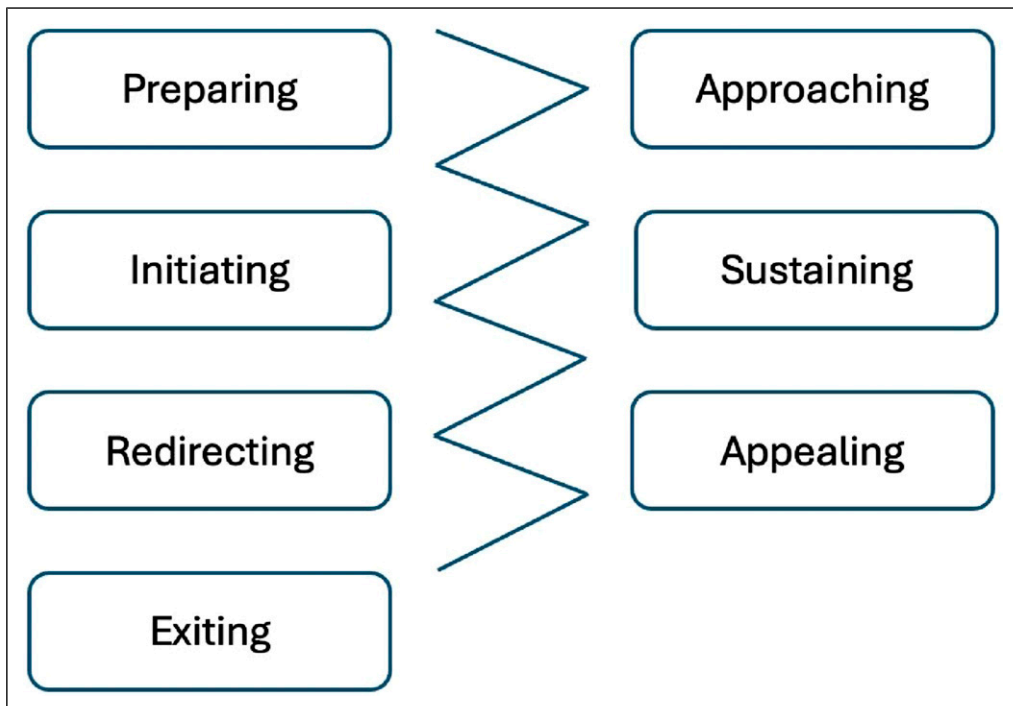 Preparing
Approaching
Initiating
Sustaining
Redirecting
Appealing
Exiting